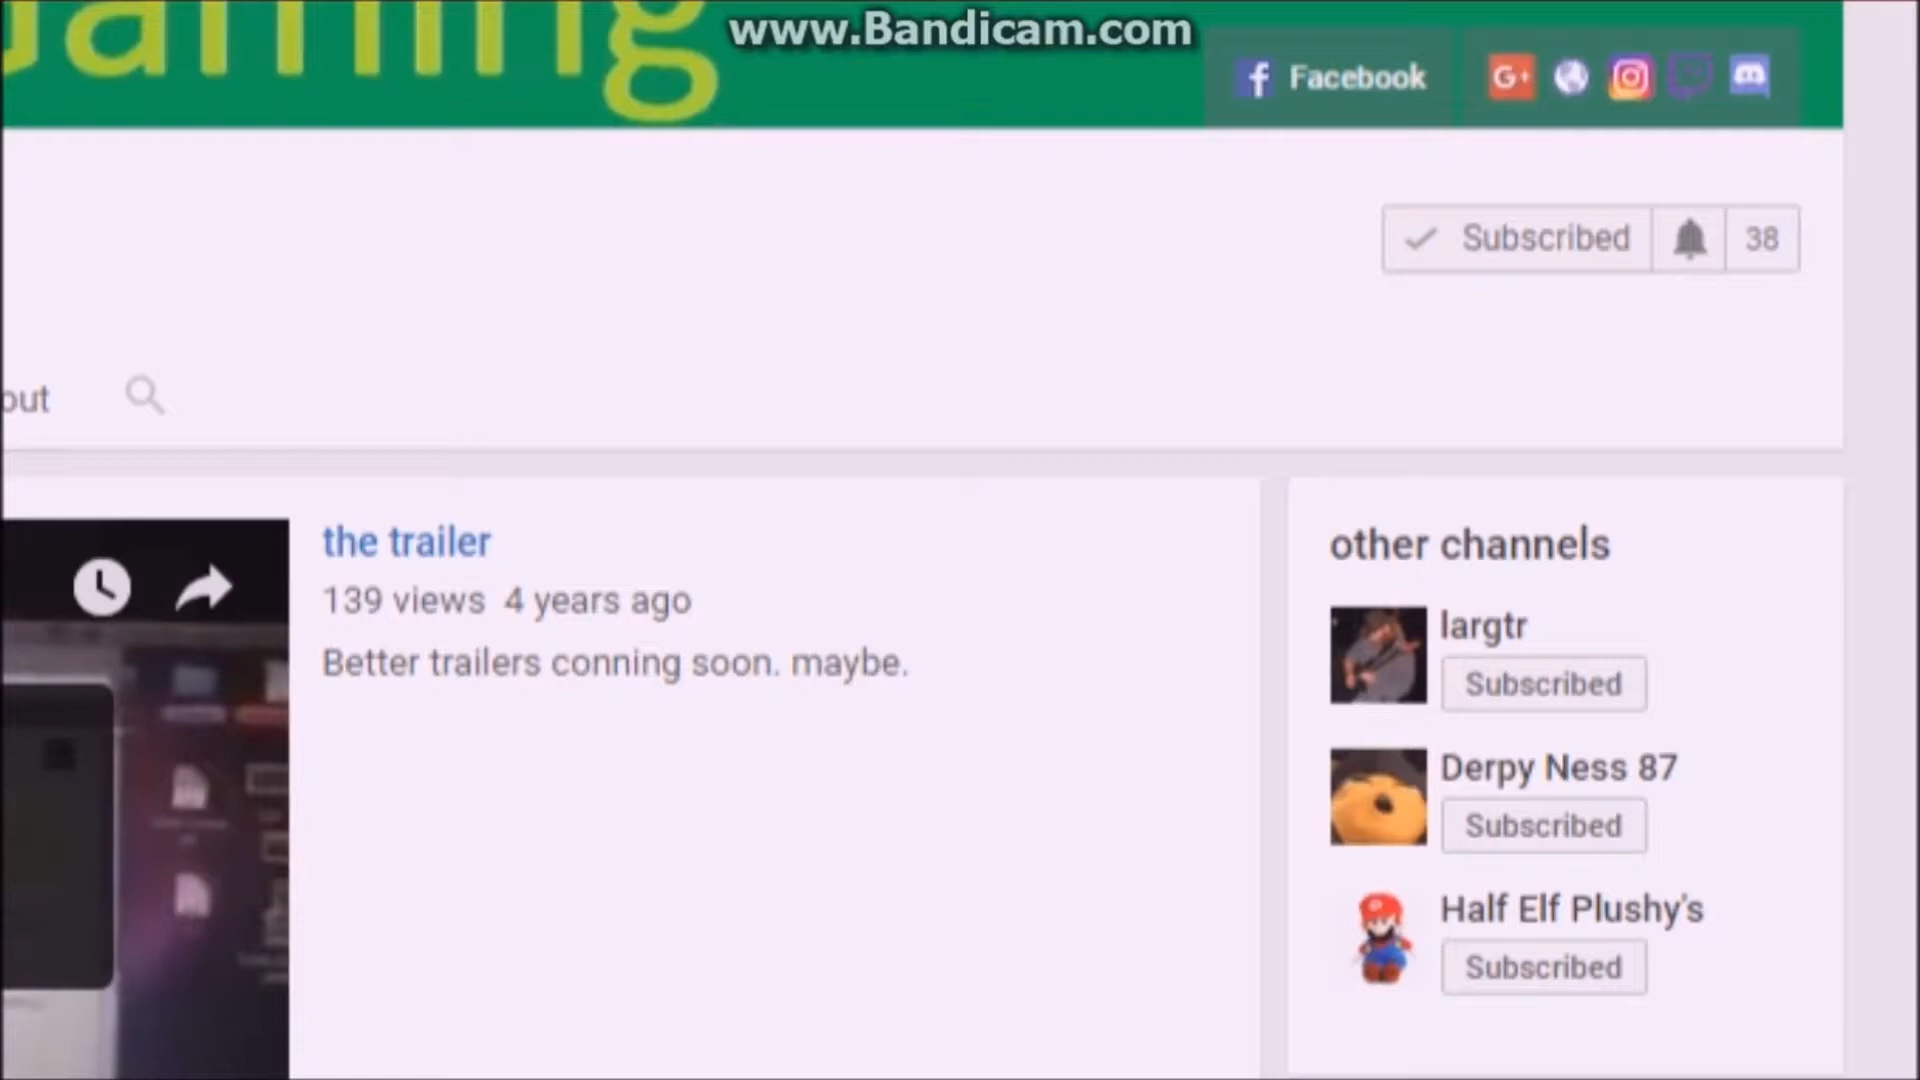 www.Bandicam.com
Facebook
G+
Subscribed 38
the trailer
139 views 4 years ago
Better trailers conning soon. maybe.
other channels
largtr
Subscribed
Derpy Ness 87
Subscribed
Half Elf Plushy's
Subscribed